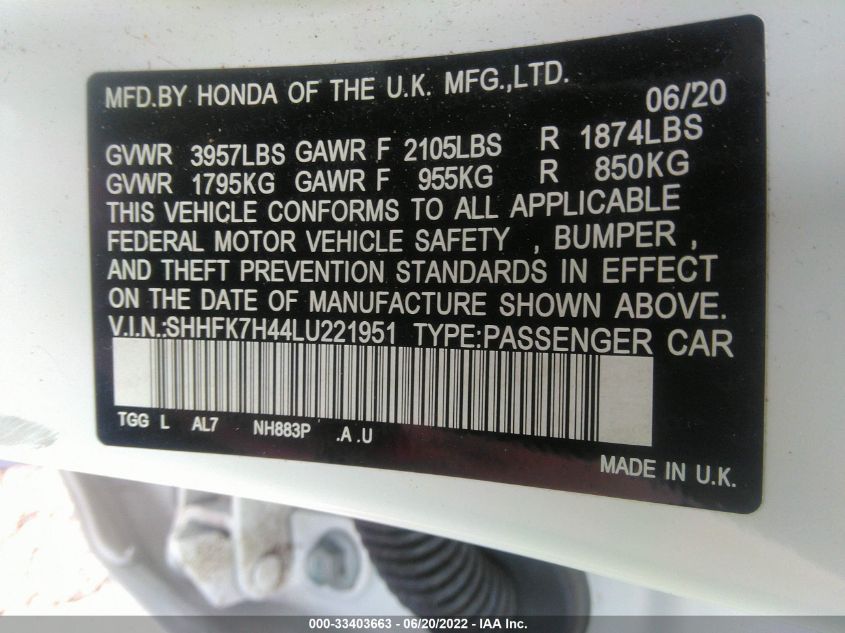 MFD.BY HONDA OF THE U.K. MFG.,LTD. 06/20
GVWR 3957LBS GAWR F 2105LBS R 1874LBS
GVWR 1795KG GAWR F 955KG R 850KG
THIS VEHICLE CONFORMS TO ALL APPLICABLE
FEDERAL MOTOR VEHICLE SAFETY , BUMPER ,
AND THEFT PREVENTION STANDARDS IN EFFECT
ON THE DATE OF MANUFACTURE SHOWN ABOVE.
V.I.N.:SHHFK7H44LU221951 TYPE:PASSENGER CAR
TGG L AL7 NH883P .A .U
MADE IN U.K.
000-33403663 - 06/20/2022 - IAA Inc.